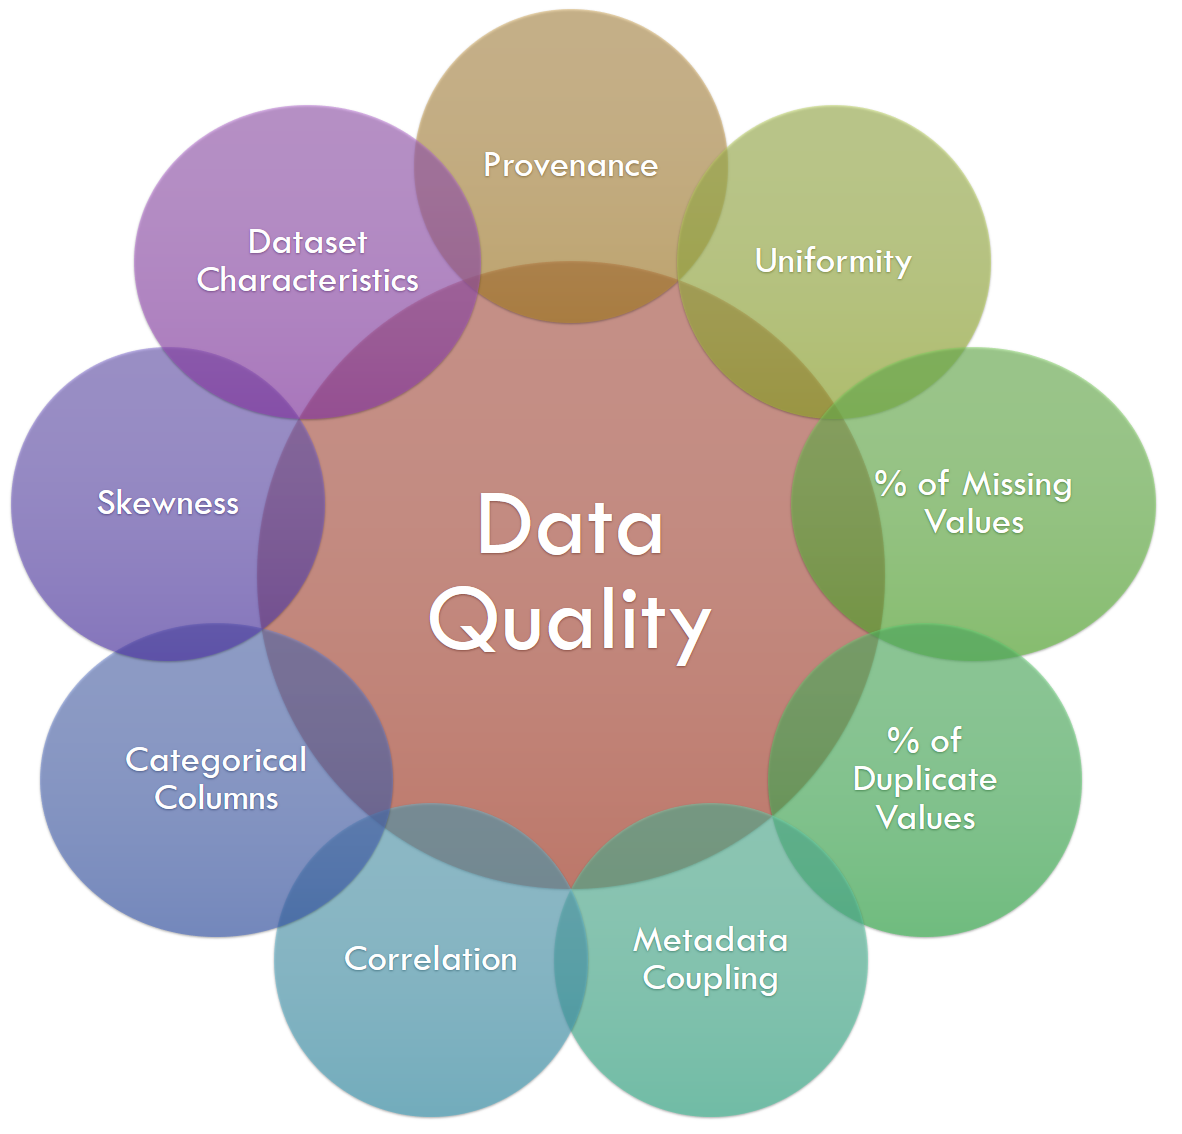 Provenance
Uniformity
% of Missing
Values
% of
Duplicate
Values
Metadata
Coupling
Correlation
Categorical
Columns
Skewness
Dataset
Characteristics
Data
Quality